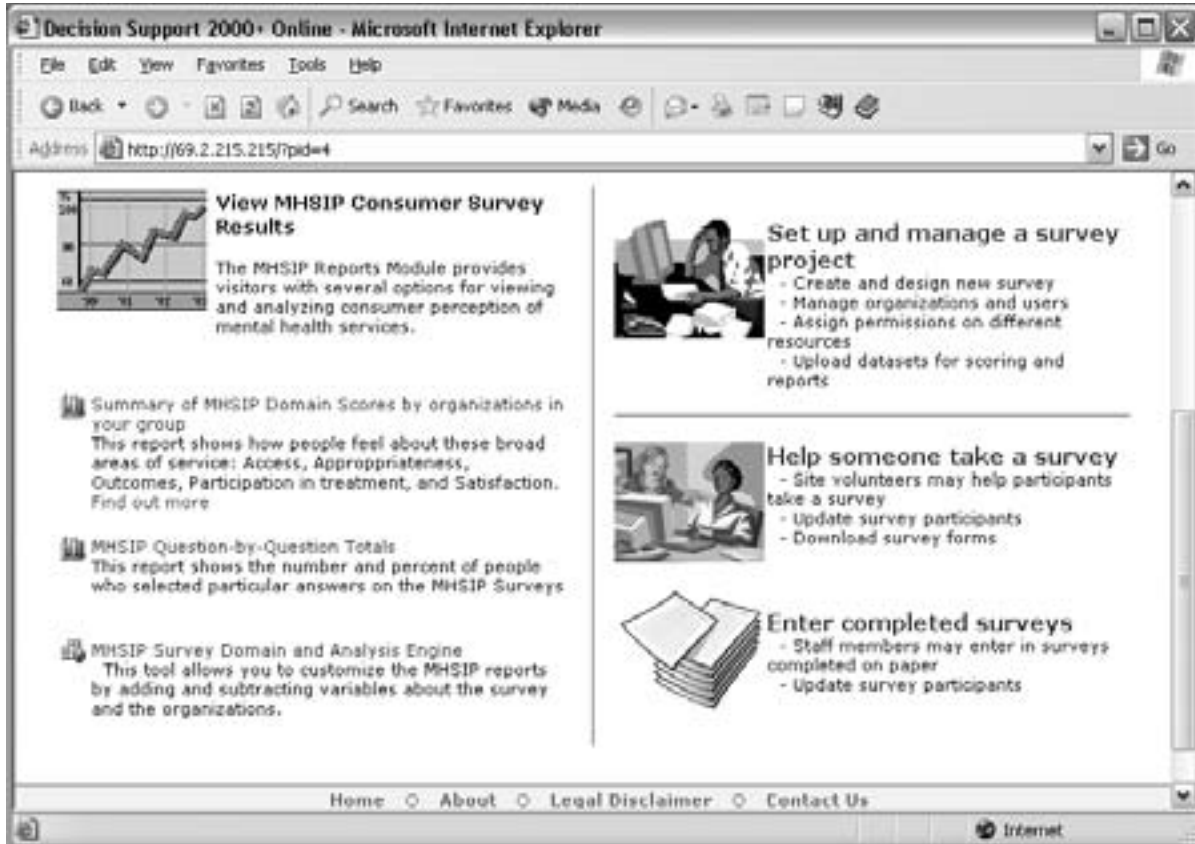 Decision Support 2000+ Online - Microsoft Internet Explorer
File Edit View Favorites Tools Help
Back Search Favorites Media
Address http://69.2.215.215/?pid=4 Go
View MHSIP Consumer Survey
Results
The MHSIP Reports Module provides
visitors with several options for viewing
and analyzing consumer perception of
mental health services.
Summary of MHSIP Domain Scores by organizations in
your group
This report shows how people feel about these broad
areas of service: Access, Approppriateness,
Outcomes, Participation in treatment, and Satisfaction.
Find out more
MHSIP Question-by-Question Totals
This report shows the number and percent of people
who selected particular answers on the MHSIP Surveys
MHSIP Survey Domain and Analysis Engine
This tool allows you to customize the MHSIP reports
by adding and subtracting variables about the survey
and the organizations.
Set up and manage a survey
project
- Create and design new survey
- Manage organizations and users
- Assign permissions on different
resources
- Upload datasets for scoring and
reports
Help someone take a survey
- Site volunteers may help participants
take a survey
- Update survey participants
- Download survey forms
Enter completed surveys
- Staff members may enter in surveys
completed on paper
- Update survey participants
Home About Legal Disclaimer Contact Us
Internet